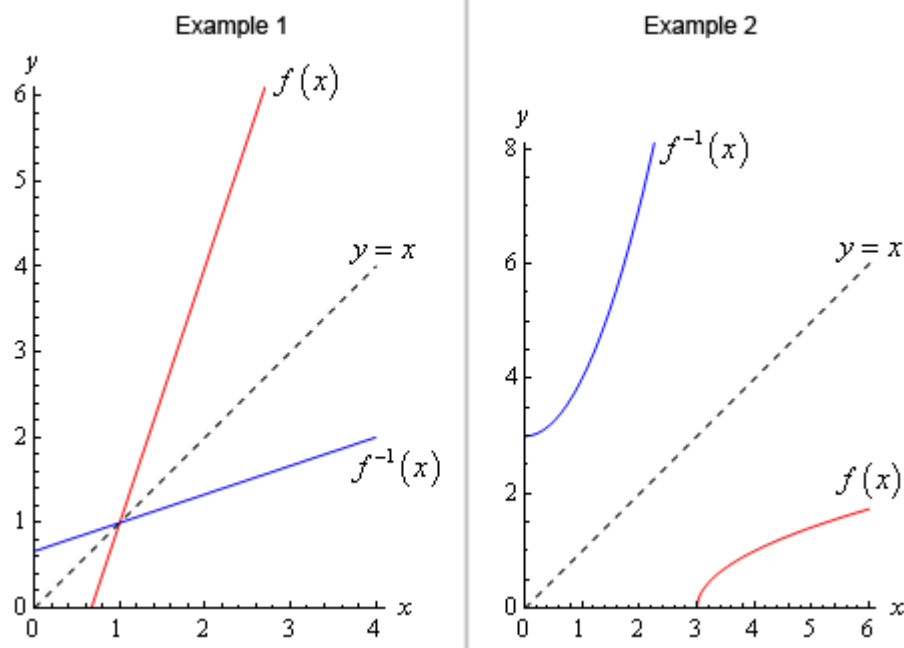 Example 1
y
6
f(x)
5
y = x
4
3
2
f⁻¹(x)
1
0
x
0 1 2 3 4
Example 2
y
8
f⁻¹(x)
y = x
6
4
2
f(x)
0
x
0 1 2 3 4 5 6